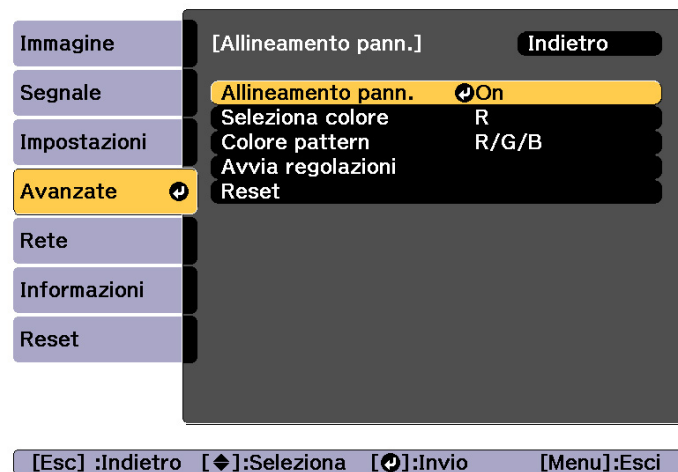 Immagine
Segnale
Impostazioni
Avanzate
Rete
Informazioni
Reset
[Allineamento pann.] Indietro
Allineamento pann. On
Seleziona colore R
Colore pattern R/G/B
Avvia regolazioni
Reset
[Esc] :Indietro [◆]:Seleziona [↵]:Invio [Menu]:Esci